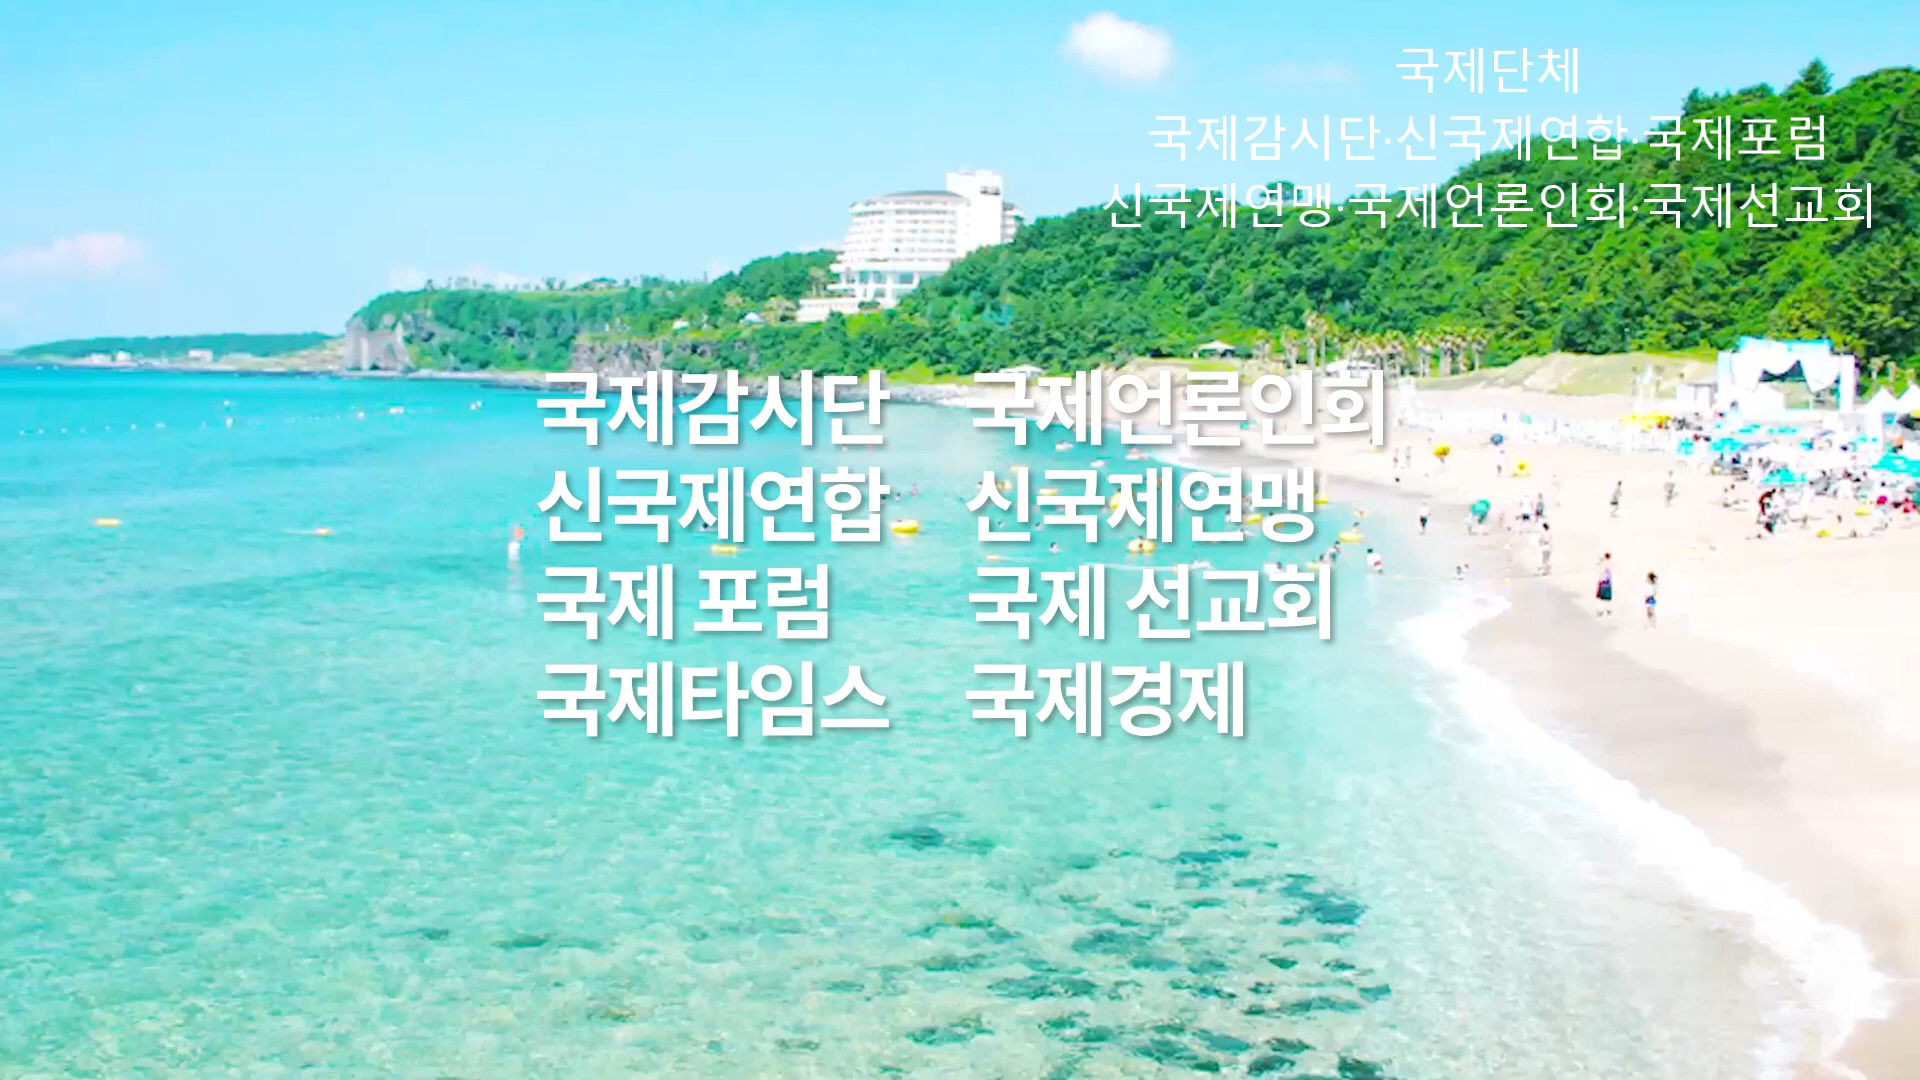 국제단체
국제감시단·신국제연합·국제포럼
신국제연맹·국제언론인회·국제선교회
국제감시단 국제언론인회
신국제연합 신국제연맹
국제 포럼 국제 선교회
국제타임스 국제경제